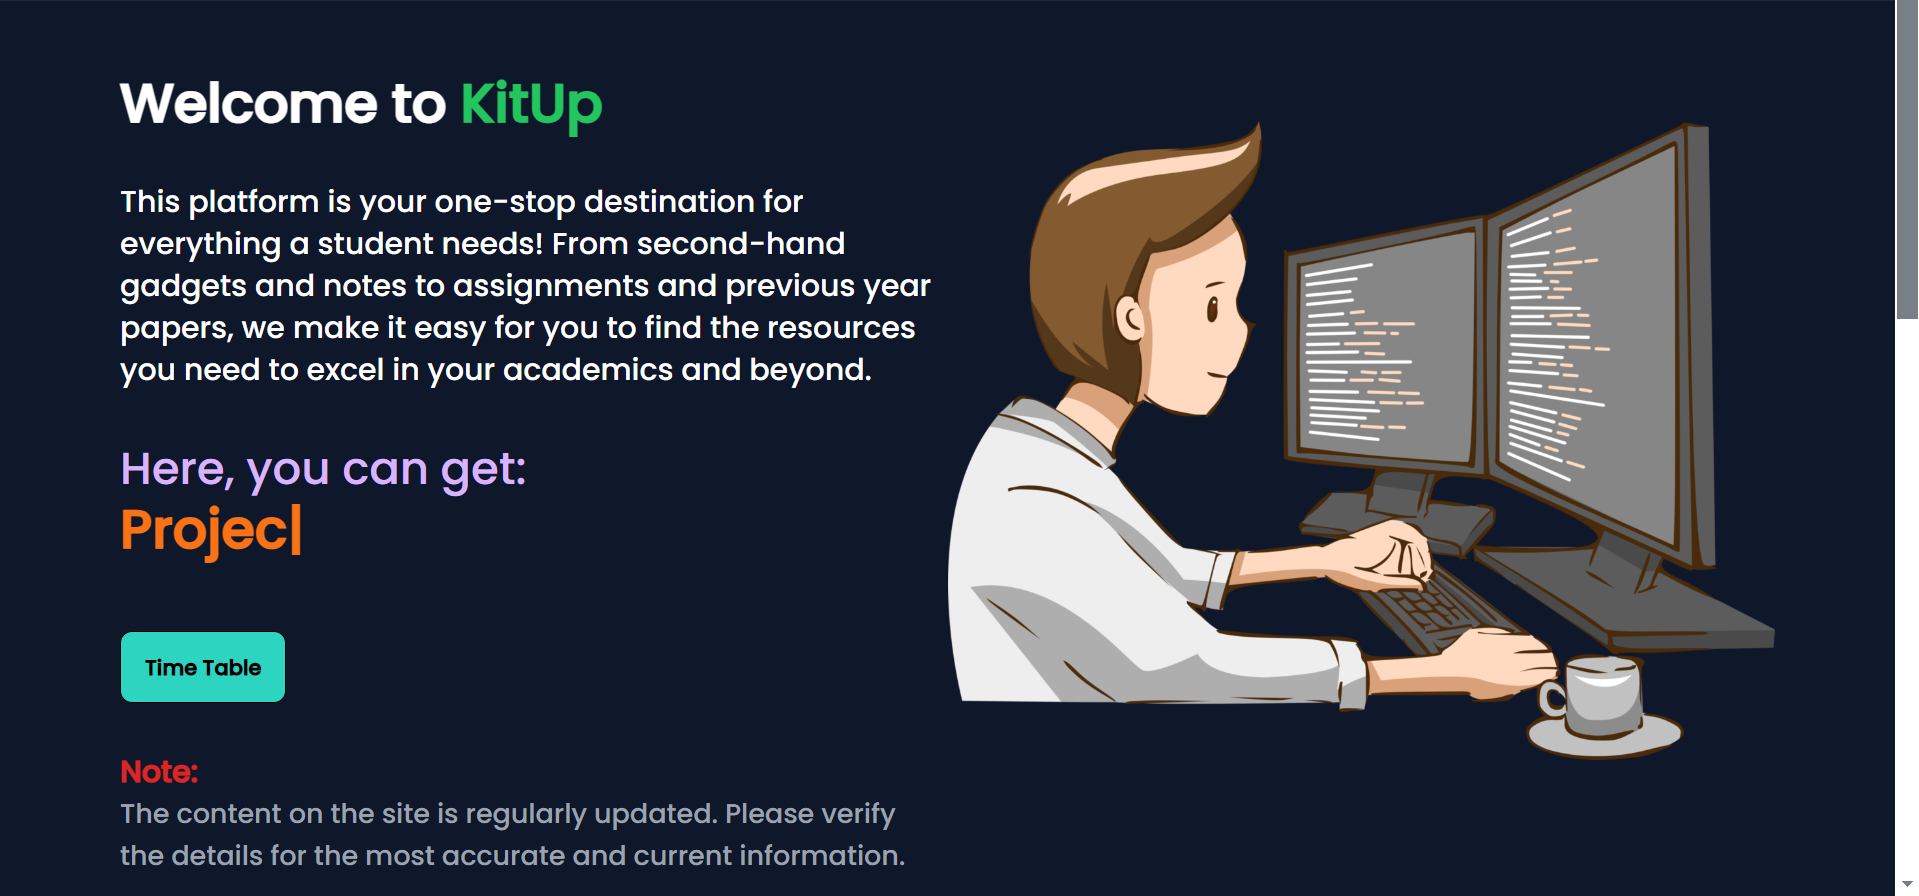 Welcome to KitUp
This platform is your one-stop destination for
everything a student needs! From second-hand
gadgets and notes to assignments and previous year
papers, we make it easy for you to find the resources
you need to excel in your academics and beyond.
Here, you can get:
Projec|
Time Table
Note:
The content on the site is regularly updated. Please verify
the details for the most accurate and current information.